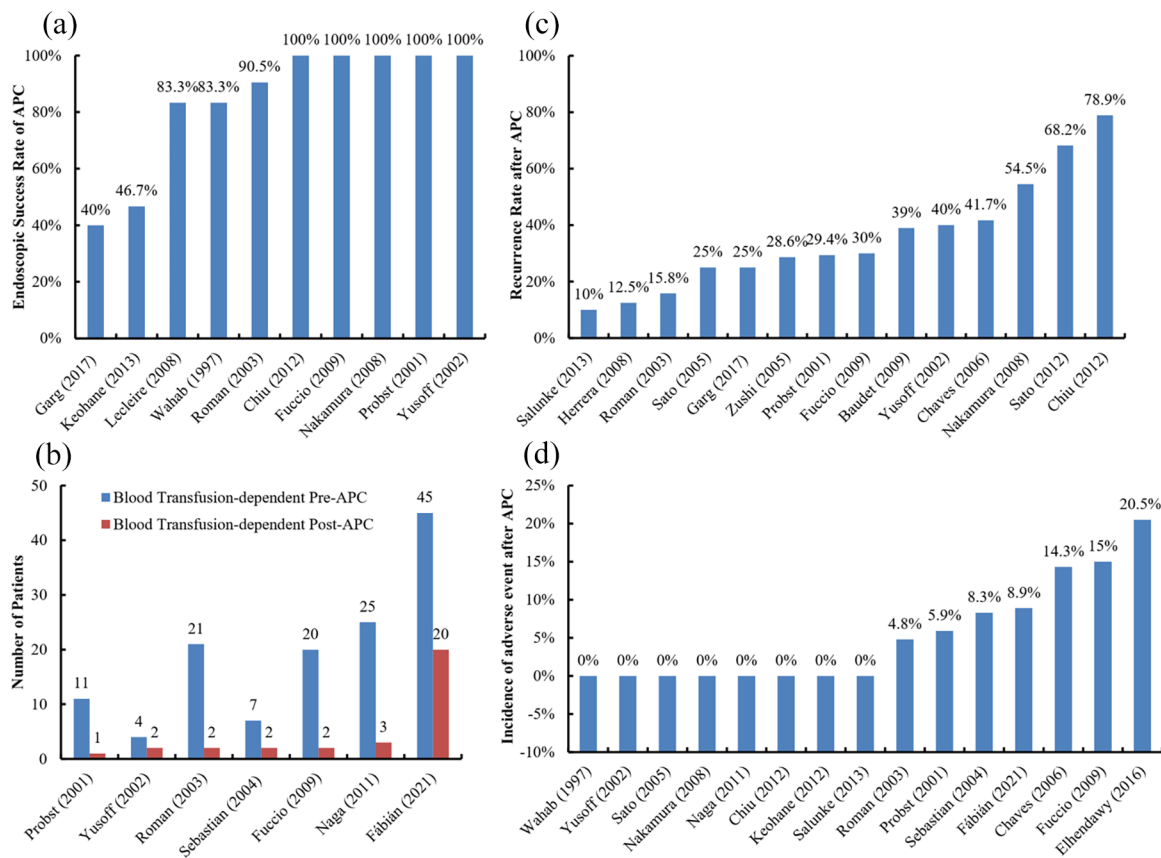 (a)
Endoscopic Success Rate of APC
100%
80%
60%
40%
20%
0%
40%
46.7%
83.3%
83.3%
90.5%
100%
100%
100%
100%
100%
Garg (2017)
Keohane (2013)
Lecleire (2008)
Wahab (1997)
Roman (2003)
Chiu (2012)
Fuccio (2009)
Nakamura (2008)
Probst (2001)
Yusoff (2002)
(c)
Recurrence Rate after APC
100%
80%
60%
40%
20%
0%
10%
12.5%
15.8%
25%
25%
28.6%
29.4%
30%
39%
40%
41.7%
54.5%
68.2%
78.9%
Salunke (2013)
Herrera (2008)
Roman (2003)
Sato (2005)
Garg (2017)
Zushi (2005)
Probst (2001)
Fuccio (2009)
Baudet (2009)
Yusoff (2002)
Chaves (2006)
Nakamura (2008)
Sato (2012)
Chiu (2012)
(b)
Number of Patients
50
40
30
20
10
0
Blood Transfusion-dependent Pre-APC
Blood Transfusion-dependent Post-APC
11
1
4
2
21
2
7
2
20
2
25
3
45
20
Probst (2001)
Yusoff (2002)
Roman (2003)
Sebastian (2004)
Fuccio (2009)
Naga (2011)
Fábián (2021)
(d)
Incidence of adverse event after APC
25%
20%
15%
10%
5%
0%
-5%
-10%
0%
0%
0%
0%
0%
0%
0%
0%
4.8%
5.9%
8.3%
8.9%
14.3%
15%
20.5%
Wahab (1997)
Yusoff (2002)
Sato (2005)
Nakamura (2008)
Naga (2011)
Chiu (2012)
Keohane (2012)
Salunke (2013)
Roman (2003)
Probst (2001)
Sebastian (2004)
Fábián (2021)
Chaves (2006)
Fuccio (2009)
Elhendawy (2016)